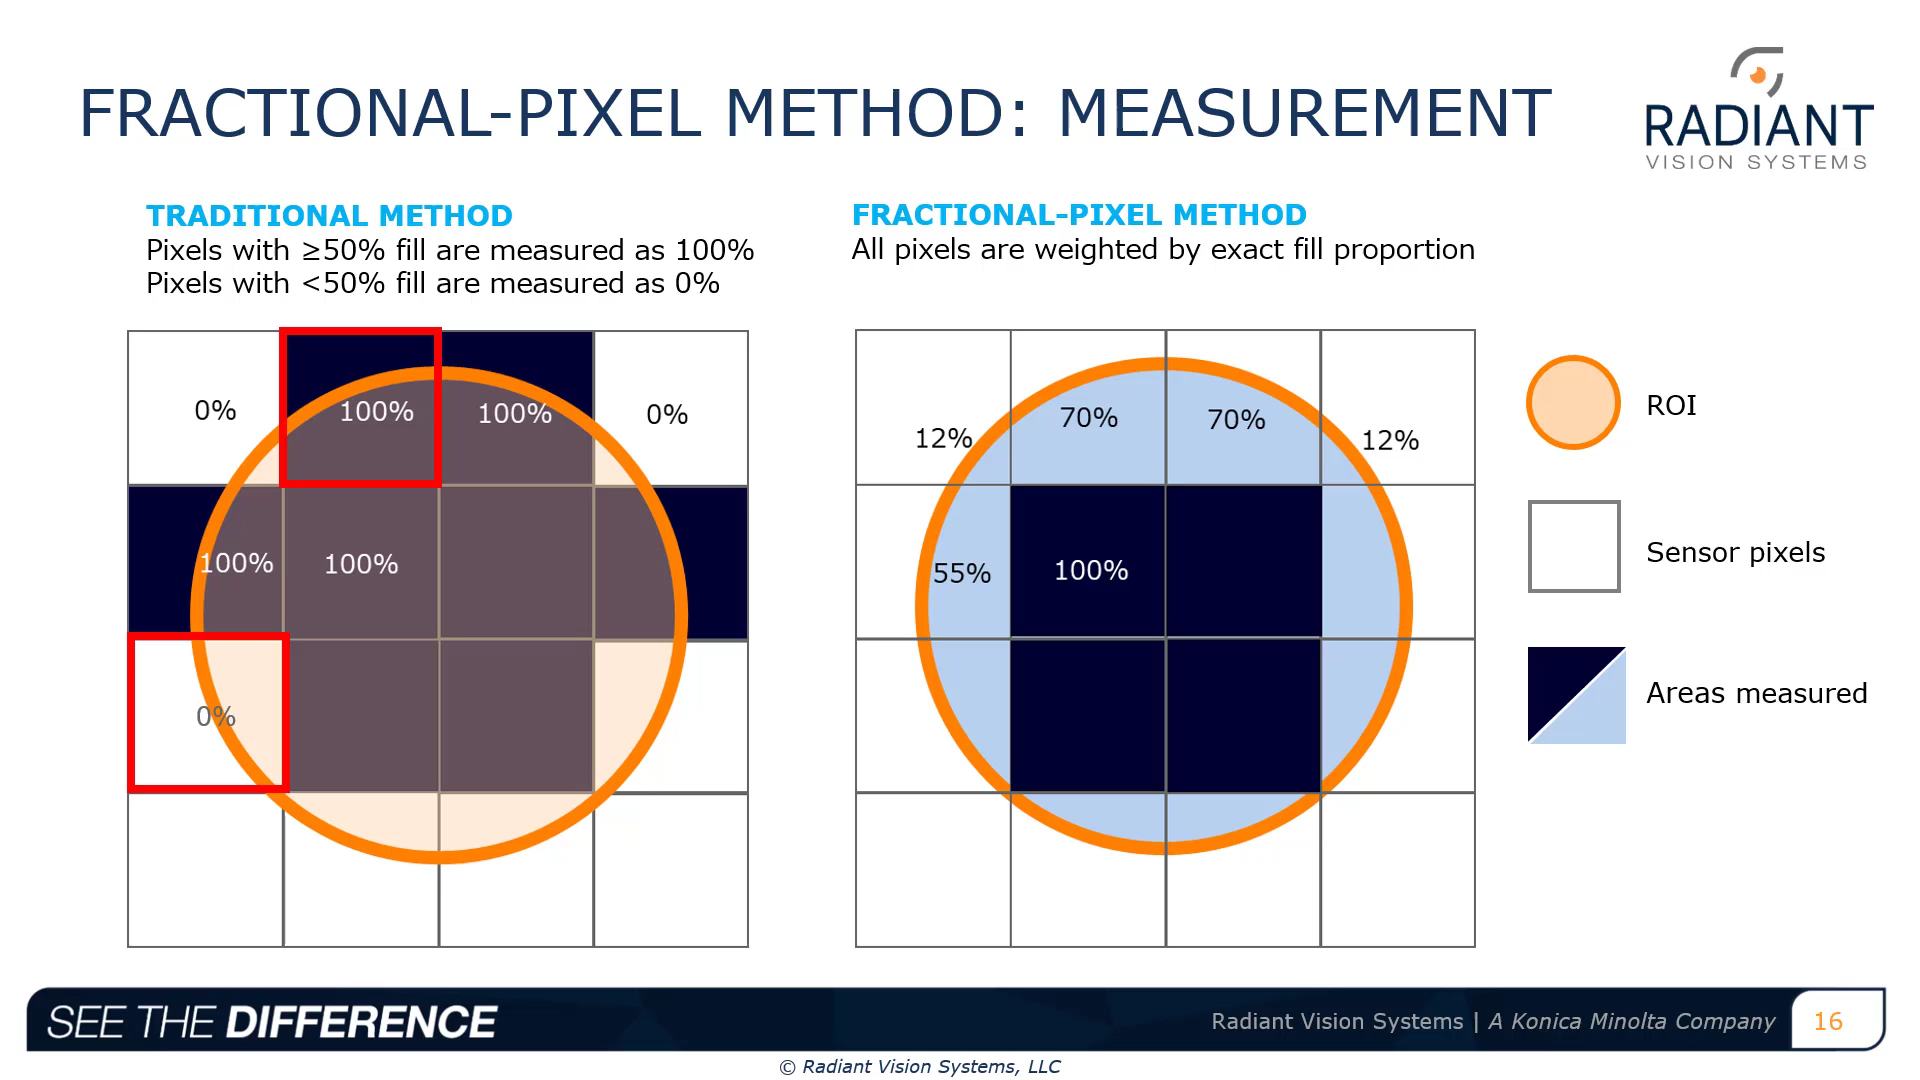 FRACTIONAL-PIXEL METHOD: MEASUREMENT
RADIANT
VISION SYSTEMS
TRADITIONAL METHOD
Pixels with ≥50% fill are measured as 100%
Pixels with <50% fill are measured as 0%
0%
100%
100%
0%
100%
100%
0%
FRACTIONAL-PIXEL METHOD
All pixels are weighted by exact fill proportion
12%
70%
70%
12%
55%
100%
ROI
Sensor pixels
Areas measured
SEE THE DIFFERENCE
Radiant Vision Systems | A Konica Minolta Company
16
© Radiant Vision Systems, LLC